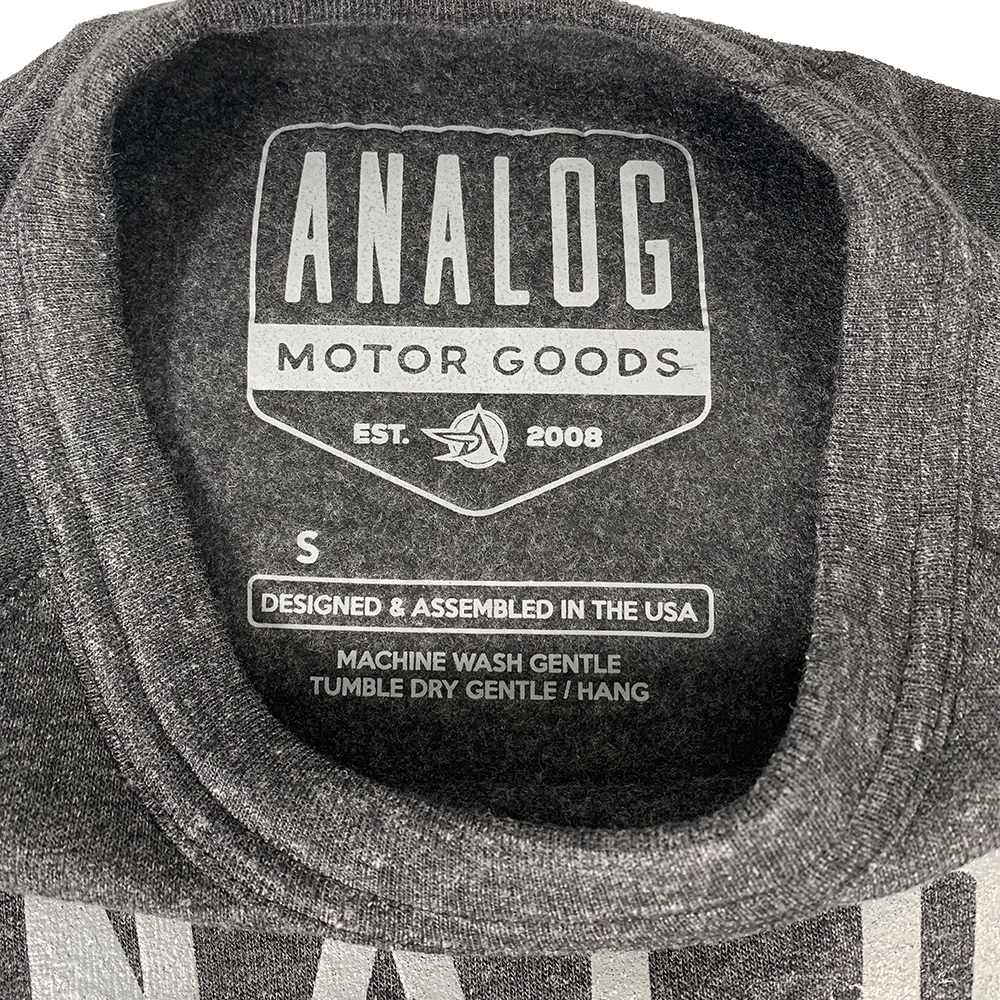 ANALOG
MOTOR GOODS
EST. 2008
S
DESIGNED & ASSEMBLED IN THE USA
MACHINE WASH GENTLE
TUMBLE DRY GENTLE / HANG